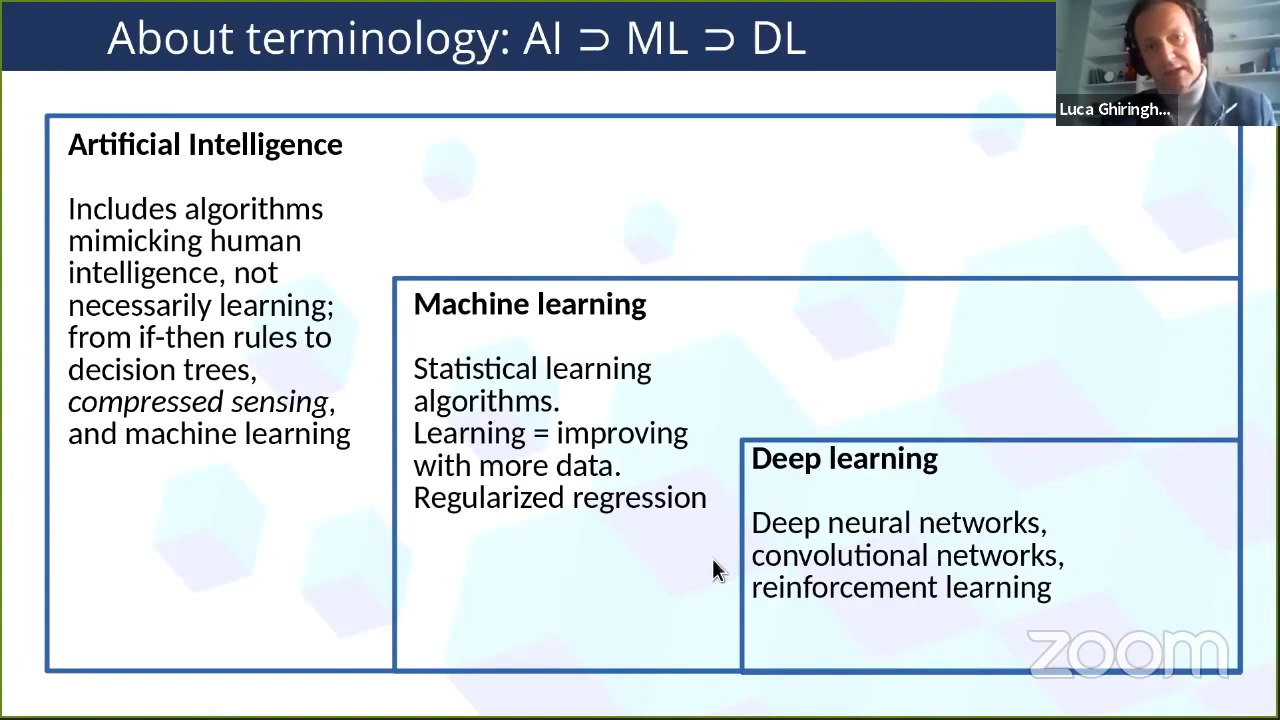 About terminology: AI ⊃ ML ⊃ DL
Luca Ghiringh...
Artificial Intelligence
Includes algorithms
mimicking human
intelligence, not
necessarily learning;
from if-then rules to
decision trees,
compressed sensing,
and machine learning
Machine learning
Statistical learning
algorithms.
Learning = improving
with more data.
Regularized regression
Deep learning
Deep neural networks,
convolutional networks,
reinforcement learning
zoom